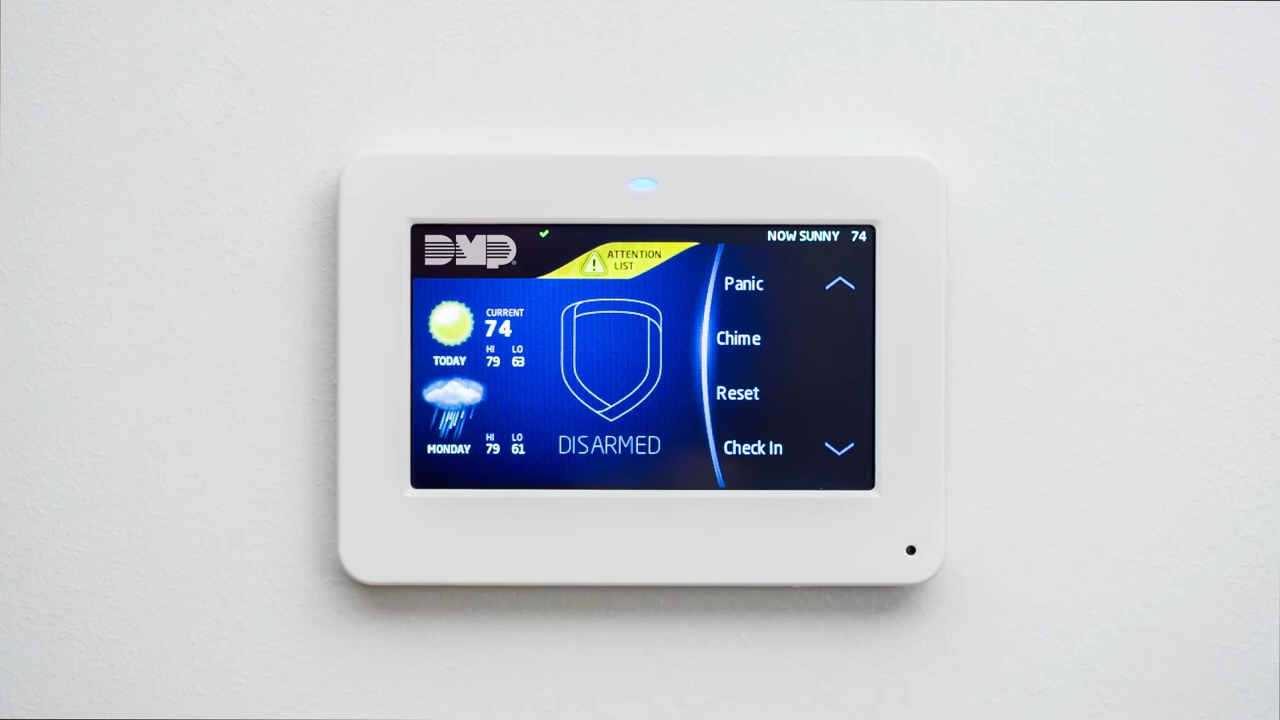 DMP
ATTENTION
LIST
NOW SUNNY 74
CURRENT
74
HI LO
79 63
TODAY
HI LO
79 61
MONDAY
DISARMED
Panic
Chime
Reset
Check In